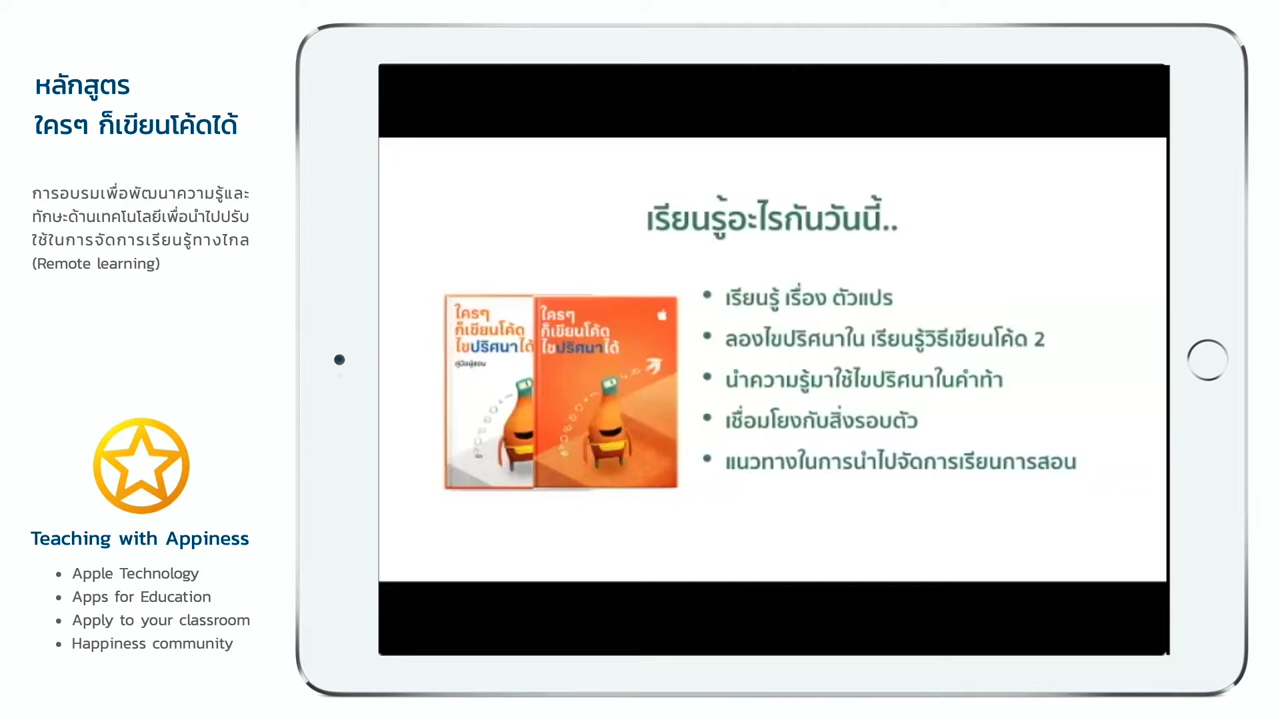 หลักสูตร
ใครๆ ก็เขียนโค้ดได้
การอบรมเพื่อพัฒนาความรู้และ
ทักษะด้านเทคโนโลยีเพื่อนำไปปรับ
ใช้ในการจัดการเรียนรู้ทางไกล
(Remote learning)
Teaching with Appiness
• Apple Technology
• Apps for Education
• Apply to your classroom
• Happiness community
เรียนรู้อะไรกันวันนี้..
ใครๆ
ก็เขียนโค้ด
ไขปริศนาได้
คู่มือผู้สอน
ใครๆ
ก็เขียนโค้ด
ไขปริศนาได้
• เรียนรู้ เรื่อง ตัวแปร
• ลองไขปริศนาใน เรียนรู้วิธีเขียนโค้ด 2
• นำความรู้มาใช้ไขปริศนาในคำท้า
• เชื่อมโยงกับสิ่งรอบตัว
• แนวทางในการนำไปจัดการเรียนการสอน